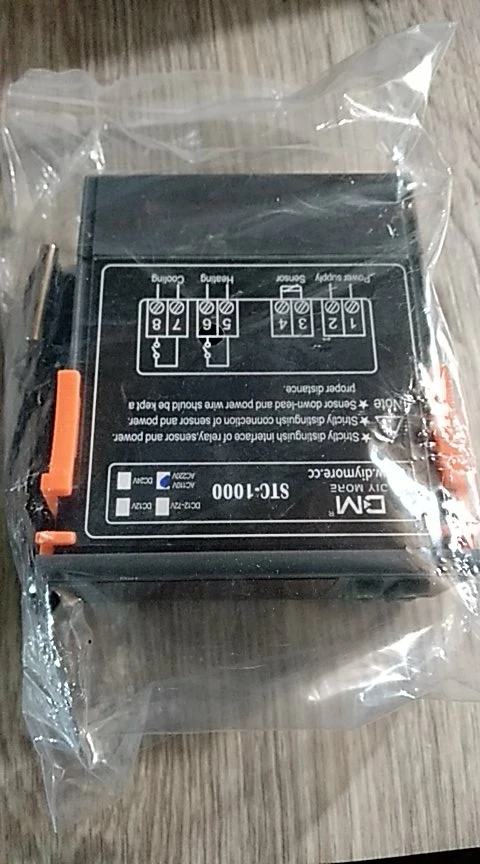 DM®
DIY MORE
www.diymore.cc
STC-1000
DC12-72V
DC12V
AC110V
AC220V
DC24V
★ Strictly distinguish interface of relay,sensor and power.
★ Strictly distinguish connection of sensor and power.
Note ★ Sensor down-lead and power wire should be kept a
proper distance.
1 2 3 4 5 6 7 8
Power supply Sensor Heating Cooling